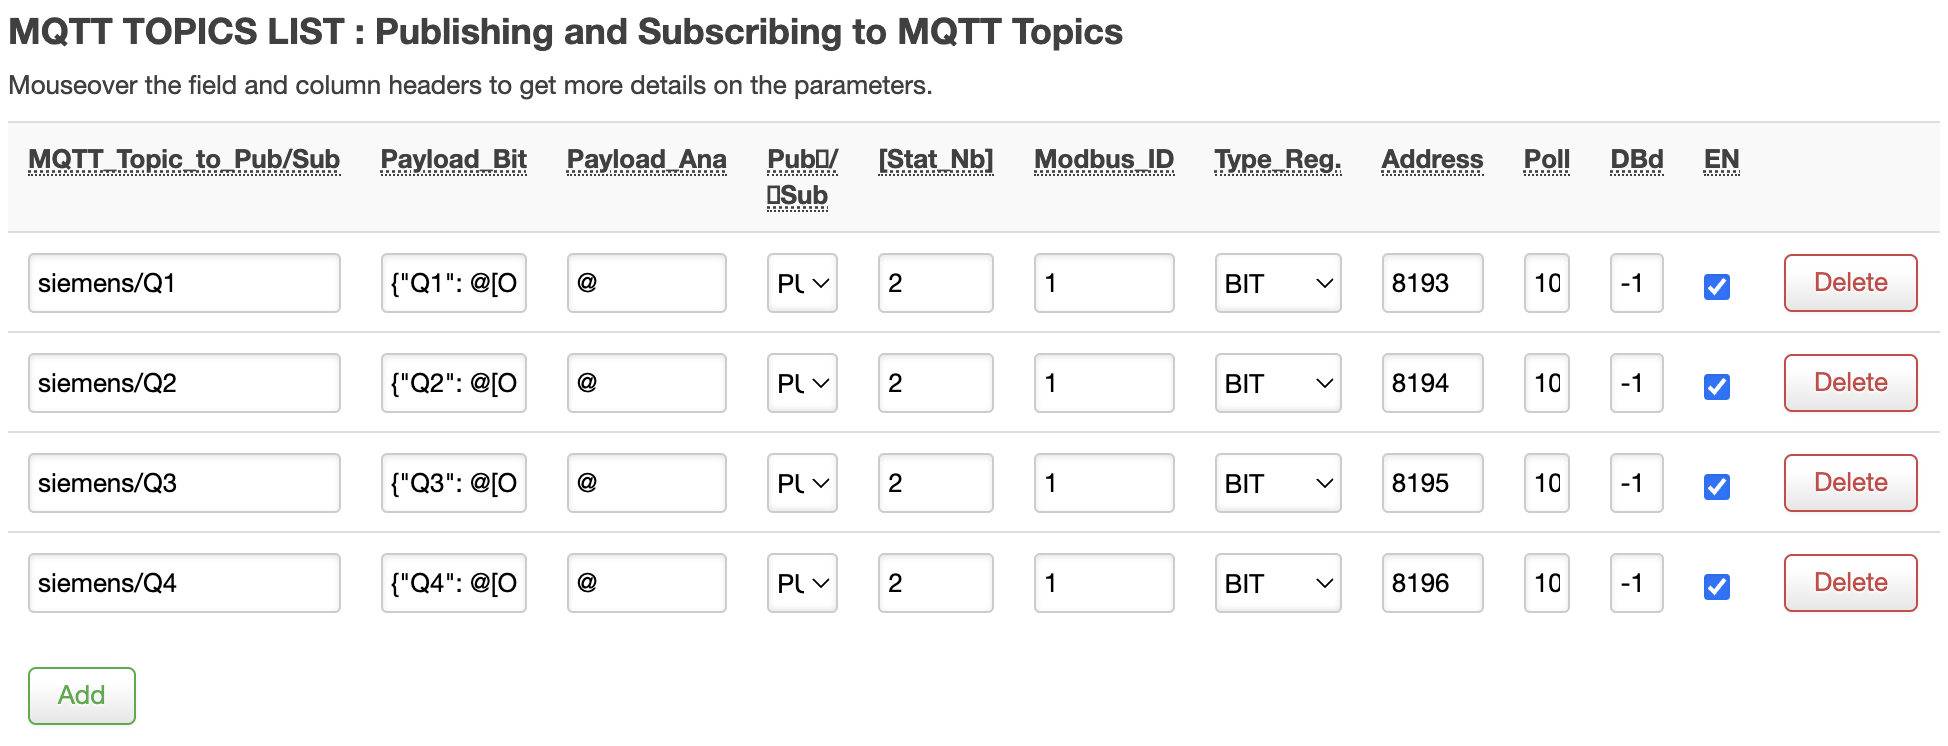 MQTT TOPICS LIST : Publishing and Subscribing to MQTT Topics
Mouseover the field and column headers to get more details on the parameters.
MQTT_Topic_to_Pub/Sub Payload_Bit Payload_Ana Pub▯/ [Stat_Nb] Modbus_ID Type_Reg. Address Poll DBd EN
▯Sub
siemens/Q1 {"Q1": @[O @ PU 2 1 BIT 8193 10 -1 Delete
siemens/Q2 {"Q2": @[O @ PU 2 1 BIT 8194 10 -1 Delete
siemens/Q3 {"Q3": @[O @ PU 2 1 BIT 8195 10 -1 Delete
siemens/Q4 {"Q4": @[O @ PU 2 1 BIT 8196 10 -1 Delete
Add